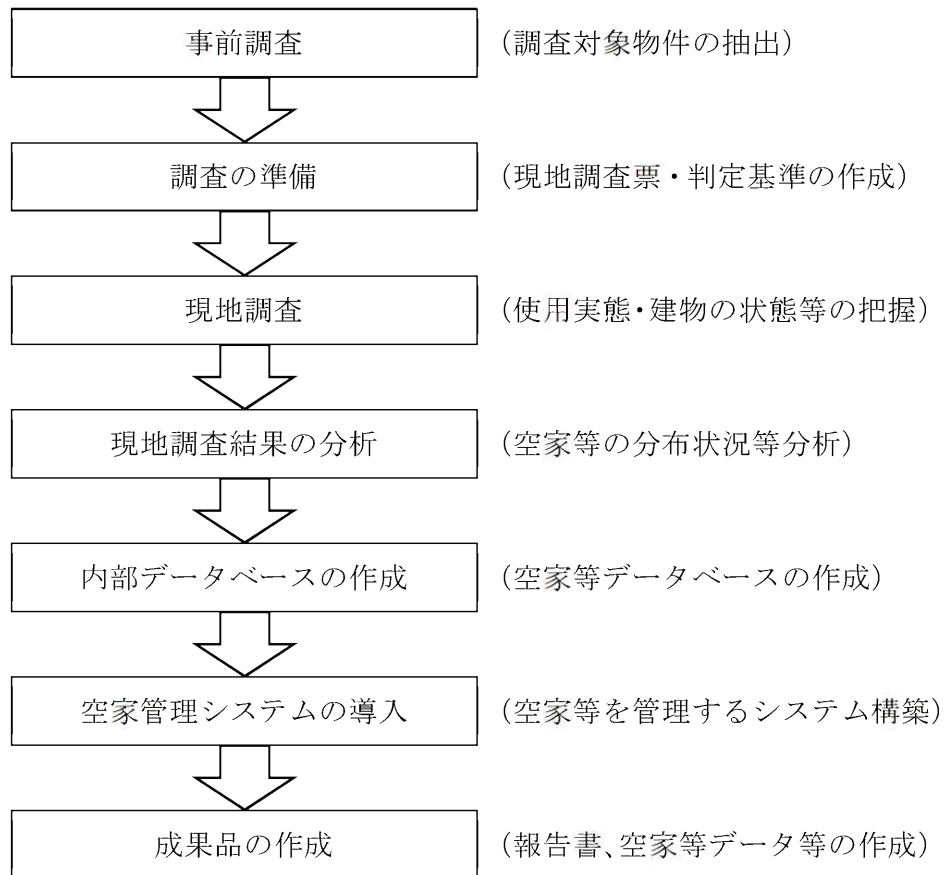 事前調査 (調査対象物件の抽出)
調査の準備 (現地調査票・判定基準の作成)
現地調査 (使用実態・建物の状態等の把握)
現地調査結果の分析 (空家等の分布状況等分析)
内部データベースの作成 (空家等データベースの作成)
空家管理システムの導入 (空家等を管理するシステム構築)
成果品の作成 (報告書、空家等データ等の作成)